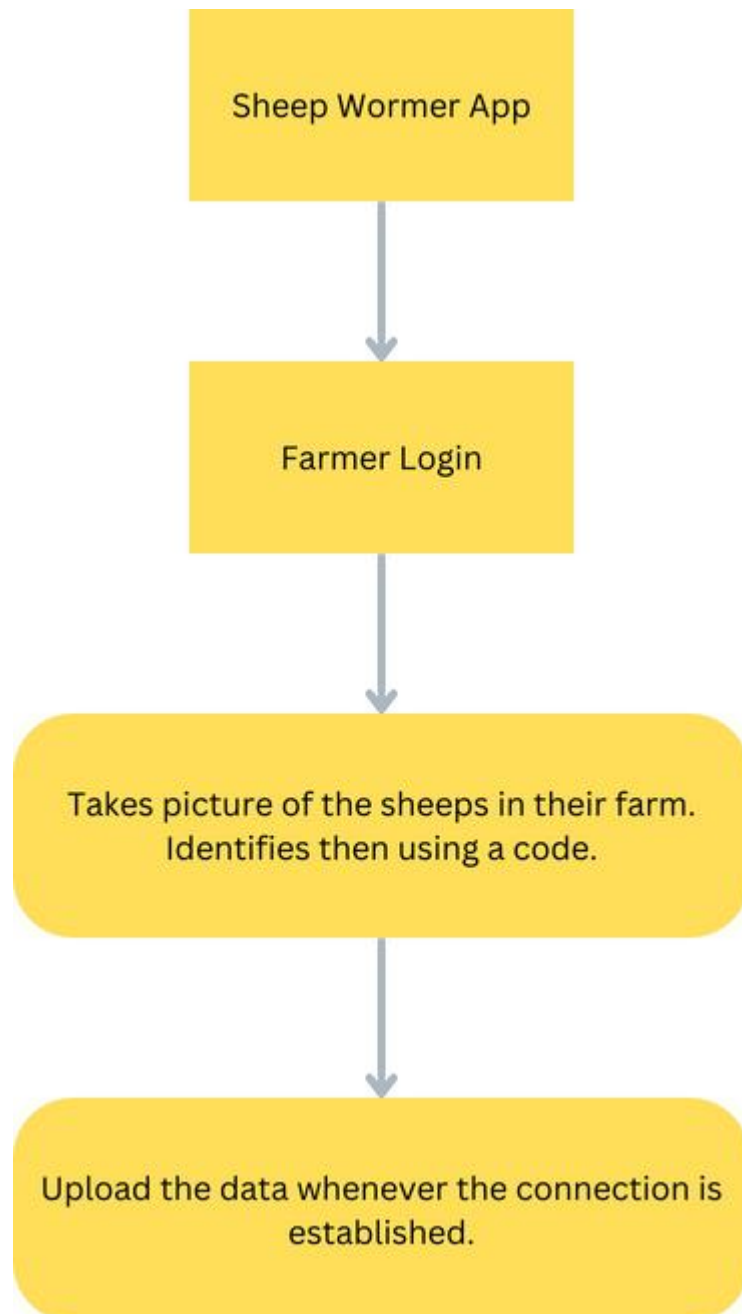 Sheep Wormer App
Farmer Login
Takes picture of the sheeps in their farm.
Identifies then using a code.
Upload the data whenever the connection is
established.